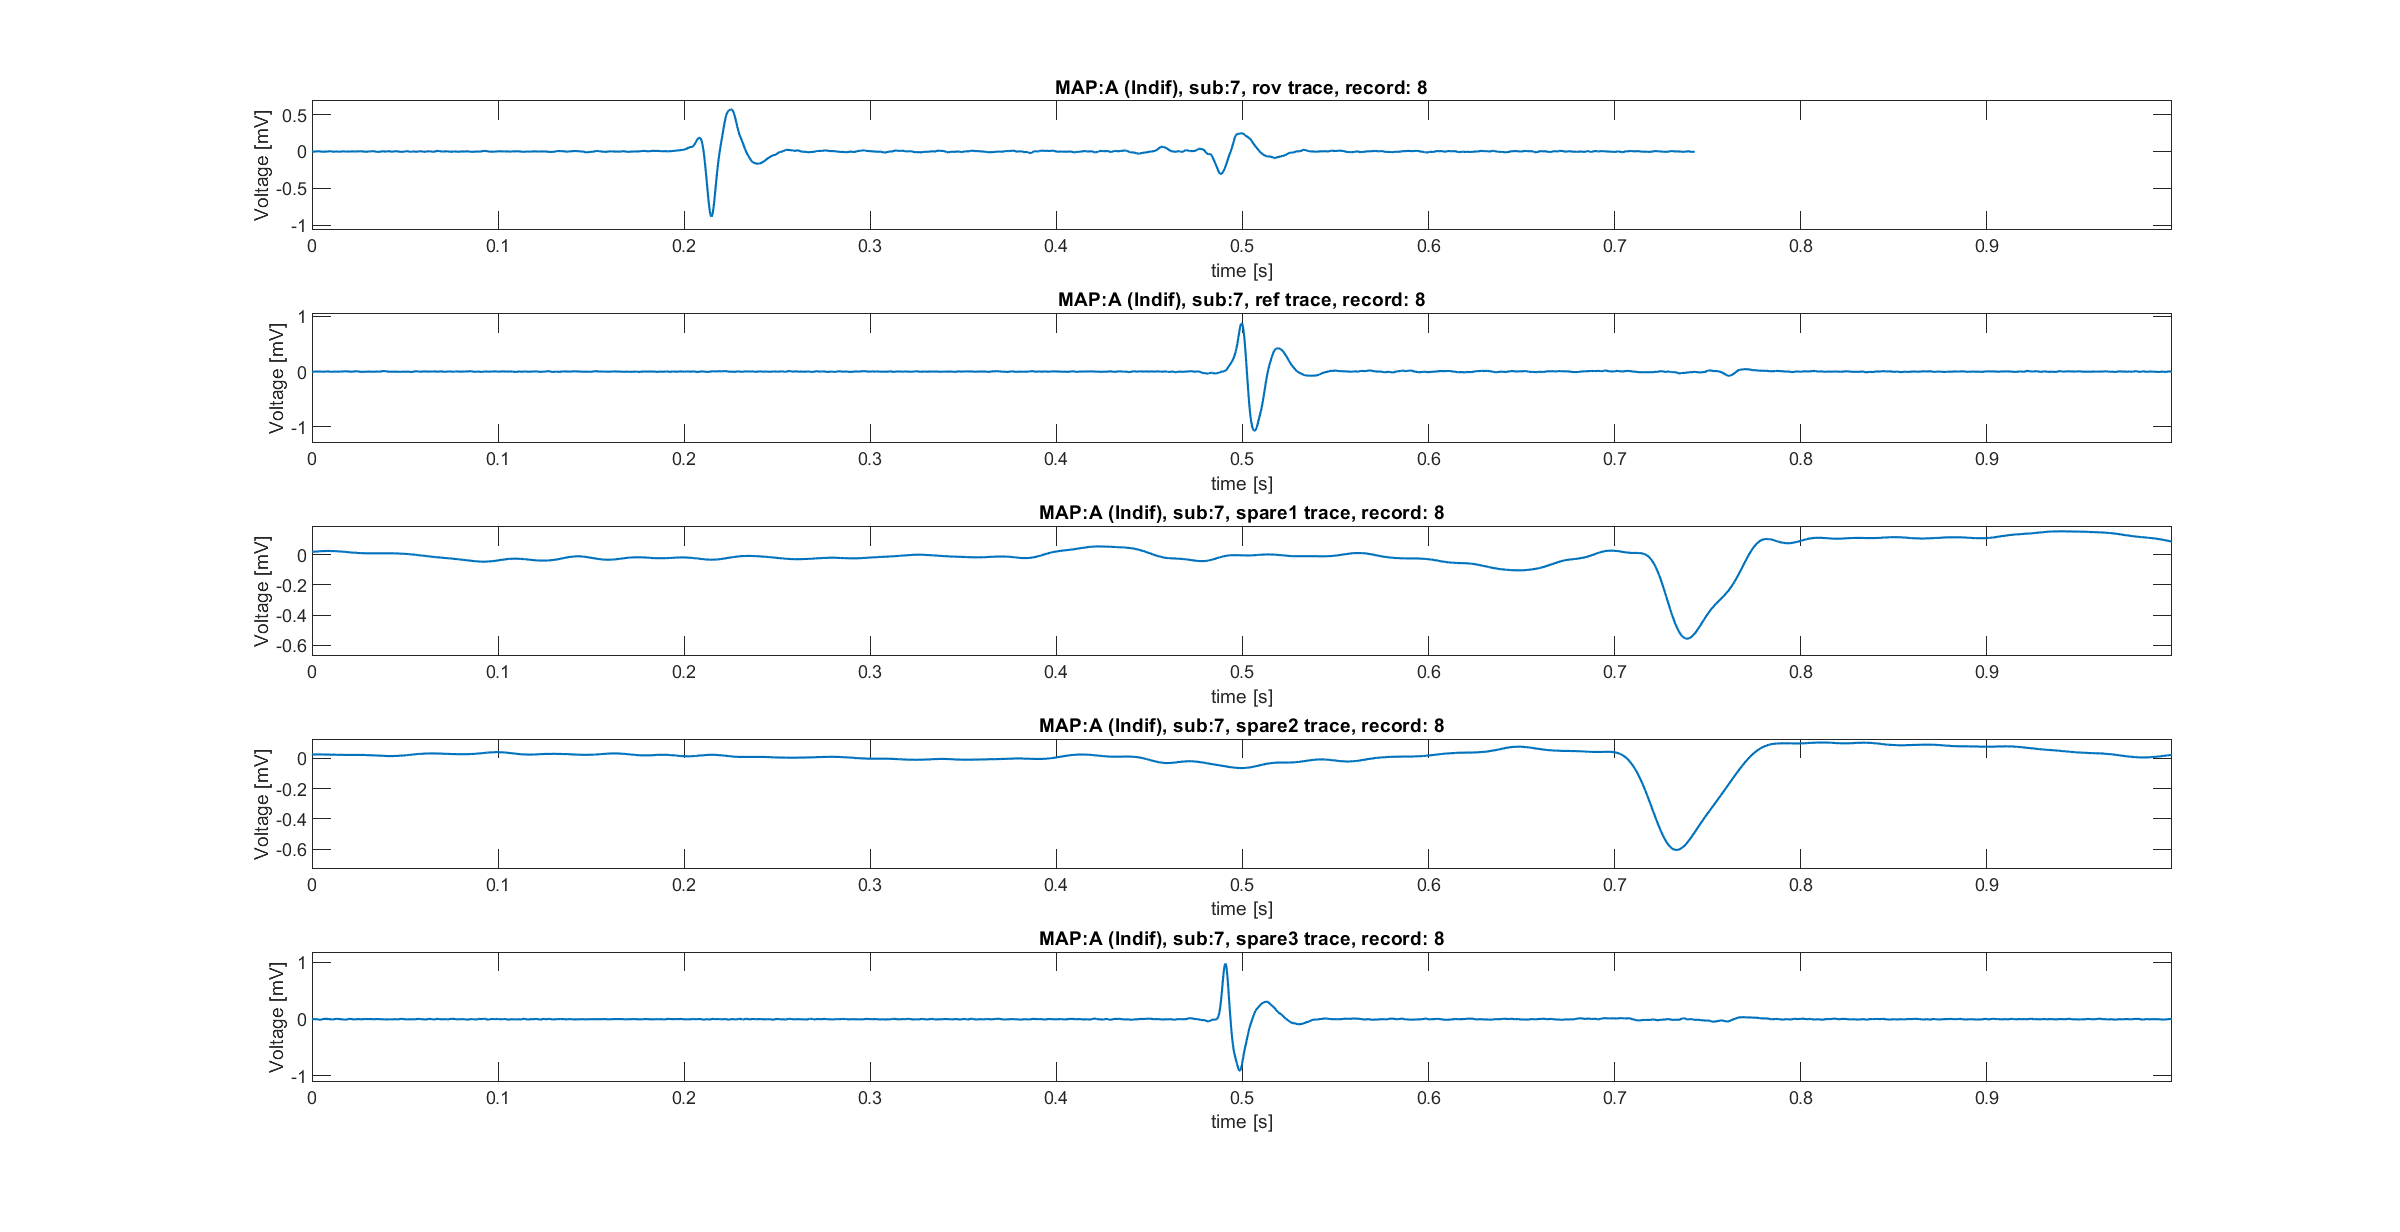 MAP:A (Indif), sub:7, rov trace, record: 8
Voltage [mV]
0.5
0
-0.5
-1
0 0.1 0.2 0.3 0.4 0.5 0.6 0.7 0.8 0.9
time [s]
MAP:A (Indif), sub:7, ref trace, record: 8
Voltage [mV]
1
0
-1
0 0.1 0.2 0.3 0.4 0.5 0.6 0.7 0.8 0.9
time [s]
MAP:A (Indif), sub:7, spare1 trace, record: 8
Voltage [mV]
0
-0.2
-0.4
-0.6
0 0.1 0.2 0.3 0.4 0.5 0.6 0.7 0.8 0.9
time [s]
MAP:A (Indif), sub:7, spare2 trace, record: 8
Voltage [mV]
0
-0.2
-0.4
-0.6
0 0.1 0.2 0.3 0.4 0.5 0.6 0.7 0.8 0.9
time [s]
MAP:A (Indif), sub:7, spare3 trace, record: 8
Voltage [mV]
1
0
-1
0 0.1 0.2 0.3 0.4 0.5 0.6 0.7 0.8 0.9
time [s]